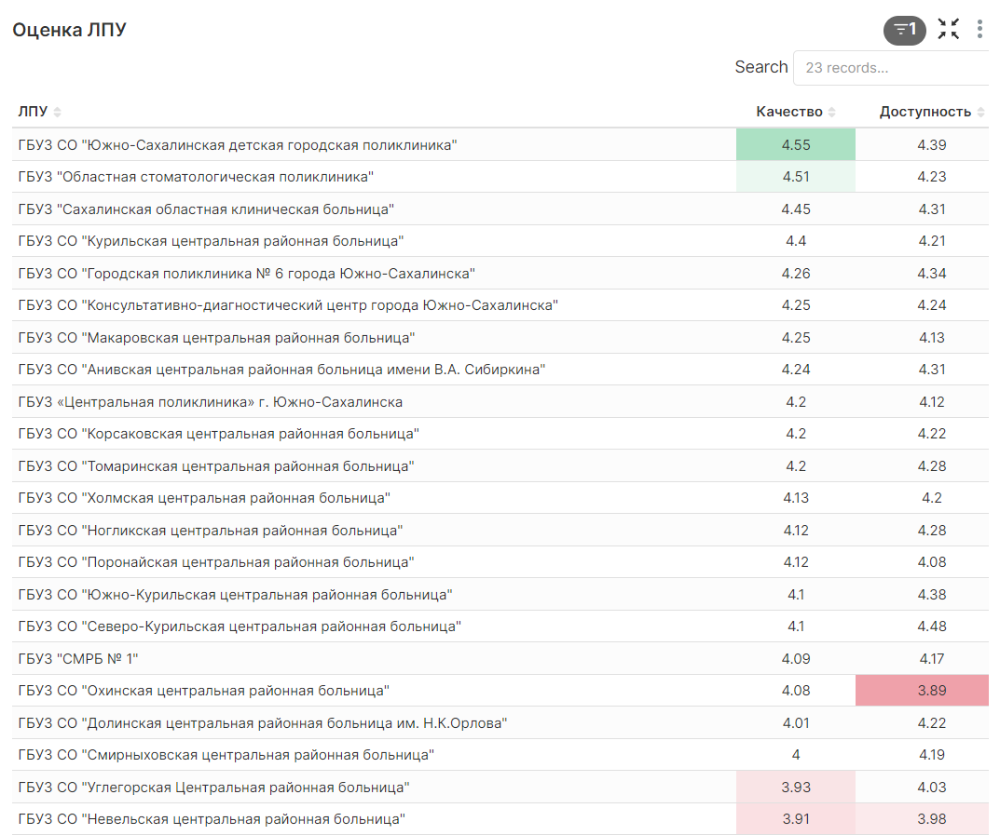 Оценка ЛПУ
1
Search 23 records...
ЛПУ Качество Доступность
ГБУЗ СО "Южно-Сахалинская детская городская поликлиника" 4.55 4.39
ГБУЗ "Областная стоматологическая поликлиника" 4.51 4.23
ГБУЗ "Сахалинская областная клиническая больница" 4.45 4.31
ГБУЗ СО "Курильская центральная районная больница" 4.4 4.21
ГБУЗ СО "Городская поликлиника № 6 города Южно-Сахалинска" 4.26 4.34
ГБУЗ СО "Консультативно-диагностический центр города Южно-Сахалинска" 4.25 4.24
ГБУЗ СО "Макаровская центральная районная больница" 4.25 4.13
ГБУЗ СО "Анивская центральная районная больница имени В.А. Сибиркина" 4.24 4.31
ГБУЗ «Центральная поликлиника» г. Южно-Сахалинска 4.2 4.12
ГБУЗ СО "Корсаковская центральная районная больница" 4.2 4.22
ГБУЗ СО "Томаринская центральная районная больница" 4.2 4.28
ГБУЗ СО "Холмская центральная районная больница" 4.13 4.2
ГБУЗ СО "Ногликская центральная районная больница" 4.12 4.28
ГБУЗ СО "Поронайская центральная районная больница" 4.12 4.08
ГБУЗ СО "Южно-Курильская центральная районная больница" 4.1 4.38
ГБУЗ СО "Северо-Курильская центральная районная больница" 4.1 4.48
ГБУЗ "СМРБ № 1" 4.09 4.17
ГБУЗ СО "Охинская центральная районная больница" 4.08 3.89
ГБУЗ СО "Долинская центральная районная больница им. Н.К.Орлова" 4.01 4.22
ГБУЗ СО "Смирныховская центральная районная больница" 4 4.19
ГБУЗ СО "Углегорская Центральная районная больница" 3.93 4.03
ГБУЗ СО "Невельская центральная районная больница" 3.91 3.98